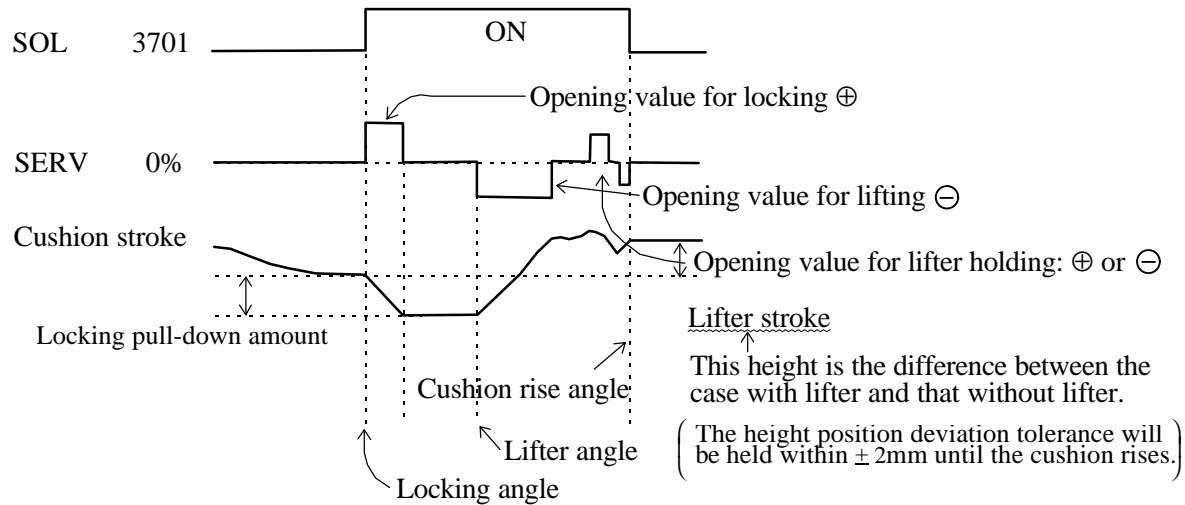 SOL 3701
ON
Opening value for locking ⊕
SERV 0%
Opening value for lifting ⊖
Cushion stroke
Opening value for lifter holding: ⊕ or ⊖
Locking pull-down amount
Lifter stroke
This height is the difference between the
case with lifter and that without lifter.
Cushion rise angle
(The height position deviation tolerance will
be held within ± 2mm until the cushion rises.)
Lifter angle
Locking angle